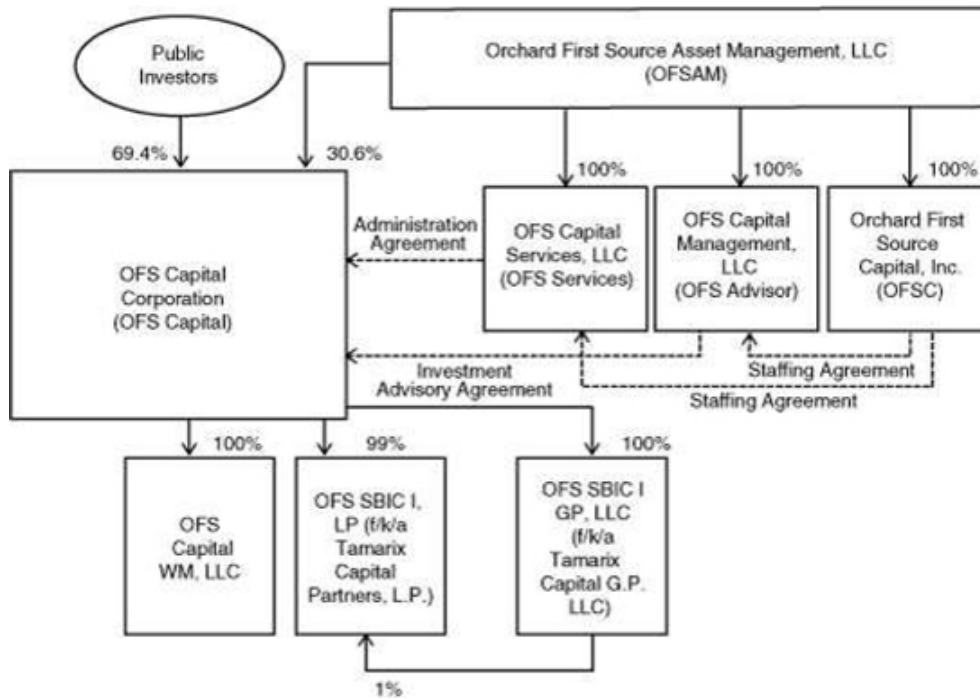 Public
Investors
Orchard First Source Asset Management, LLC
(OFSAM)
69.4%
30.6%
100%
100%
100%
OFS Capital
Corporation
(OFS Capital)
Administration
Agreement
OFS Capital
Services, LLC
(OFS Services)
OFS Capital
Management,
LLC
(OFS Advisor)
Orchard First
Source
Capital, Inc.
(OFSC)
Investment
Advisory Agreement
Staffing Agreement
Staffing Agreement
100%
99%
100%
OFS
Capital
WM, LLC
OFS SBIC I,
LP (f/k/a
Tamarix
Capital
Partners, L.P.)
OFS SBIC I
GP, LLC
(f/k/a
Tamarix
Capital G.P.
LLC)
1%